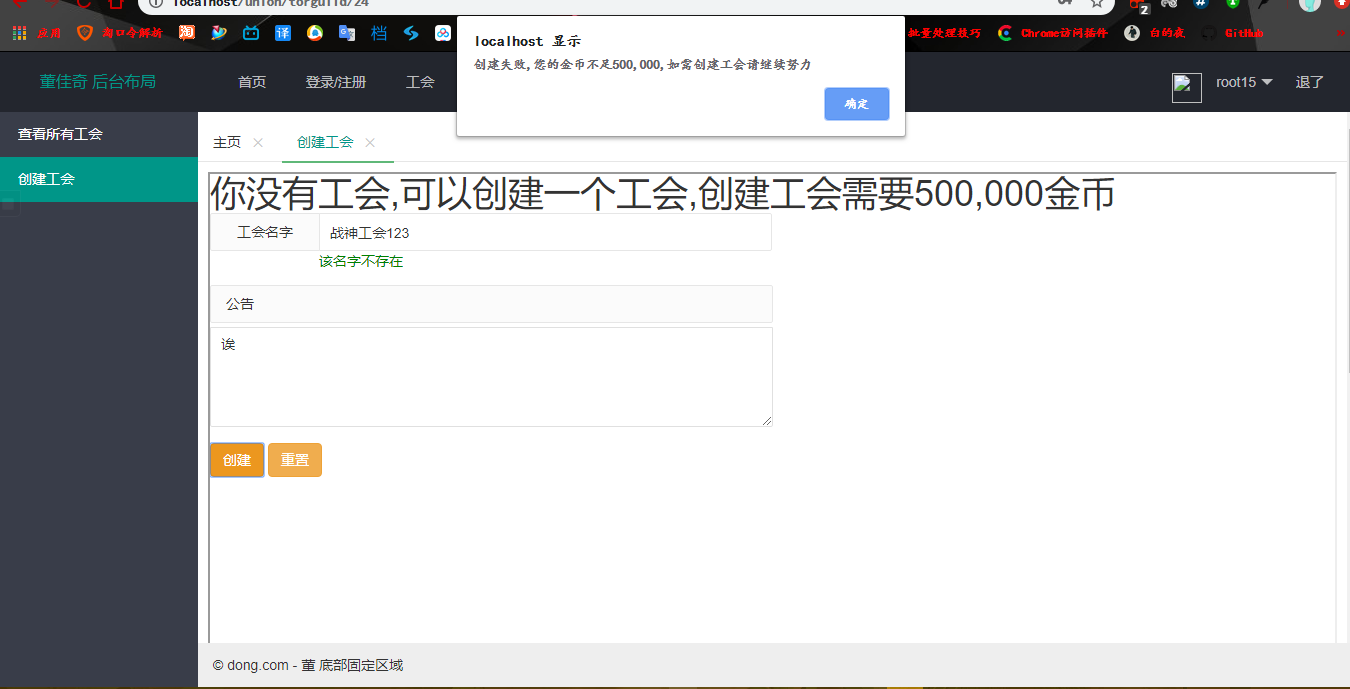 localhost/union/torguild/24
2
应用
淘口令解析
淘
译
档
批量处理技巧
Chrome访问插件
白的夜
GitHub
localhost 显示
创建失败,您的金币不足500,000,如需创建工会请继续努力
确定
董佳奇 后台布局
首页
登录/注册
工会
root15
退了
查看所有工会
创建工会
主页
创建工会
你没有工会,可以创建一个工会,创建工会需要500,000金币
工会名字
战神工会123
该名字不存在
公告
诶
创建
重置
© dong.com - 董 底部固定区域